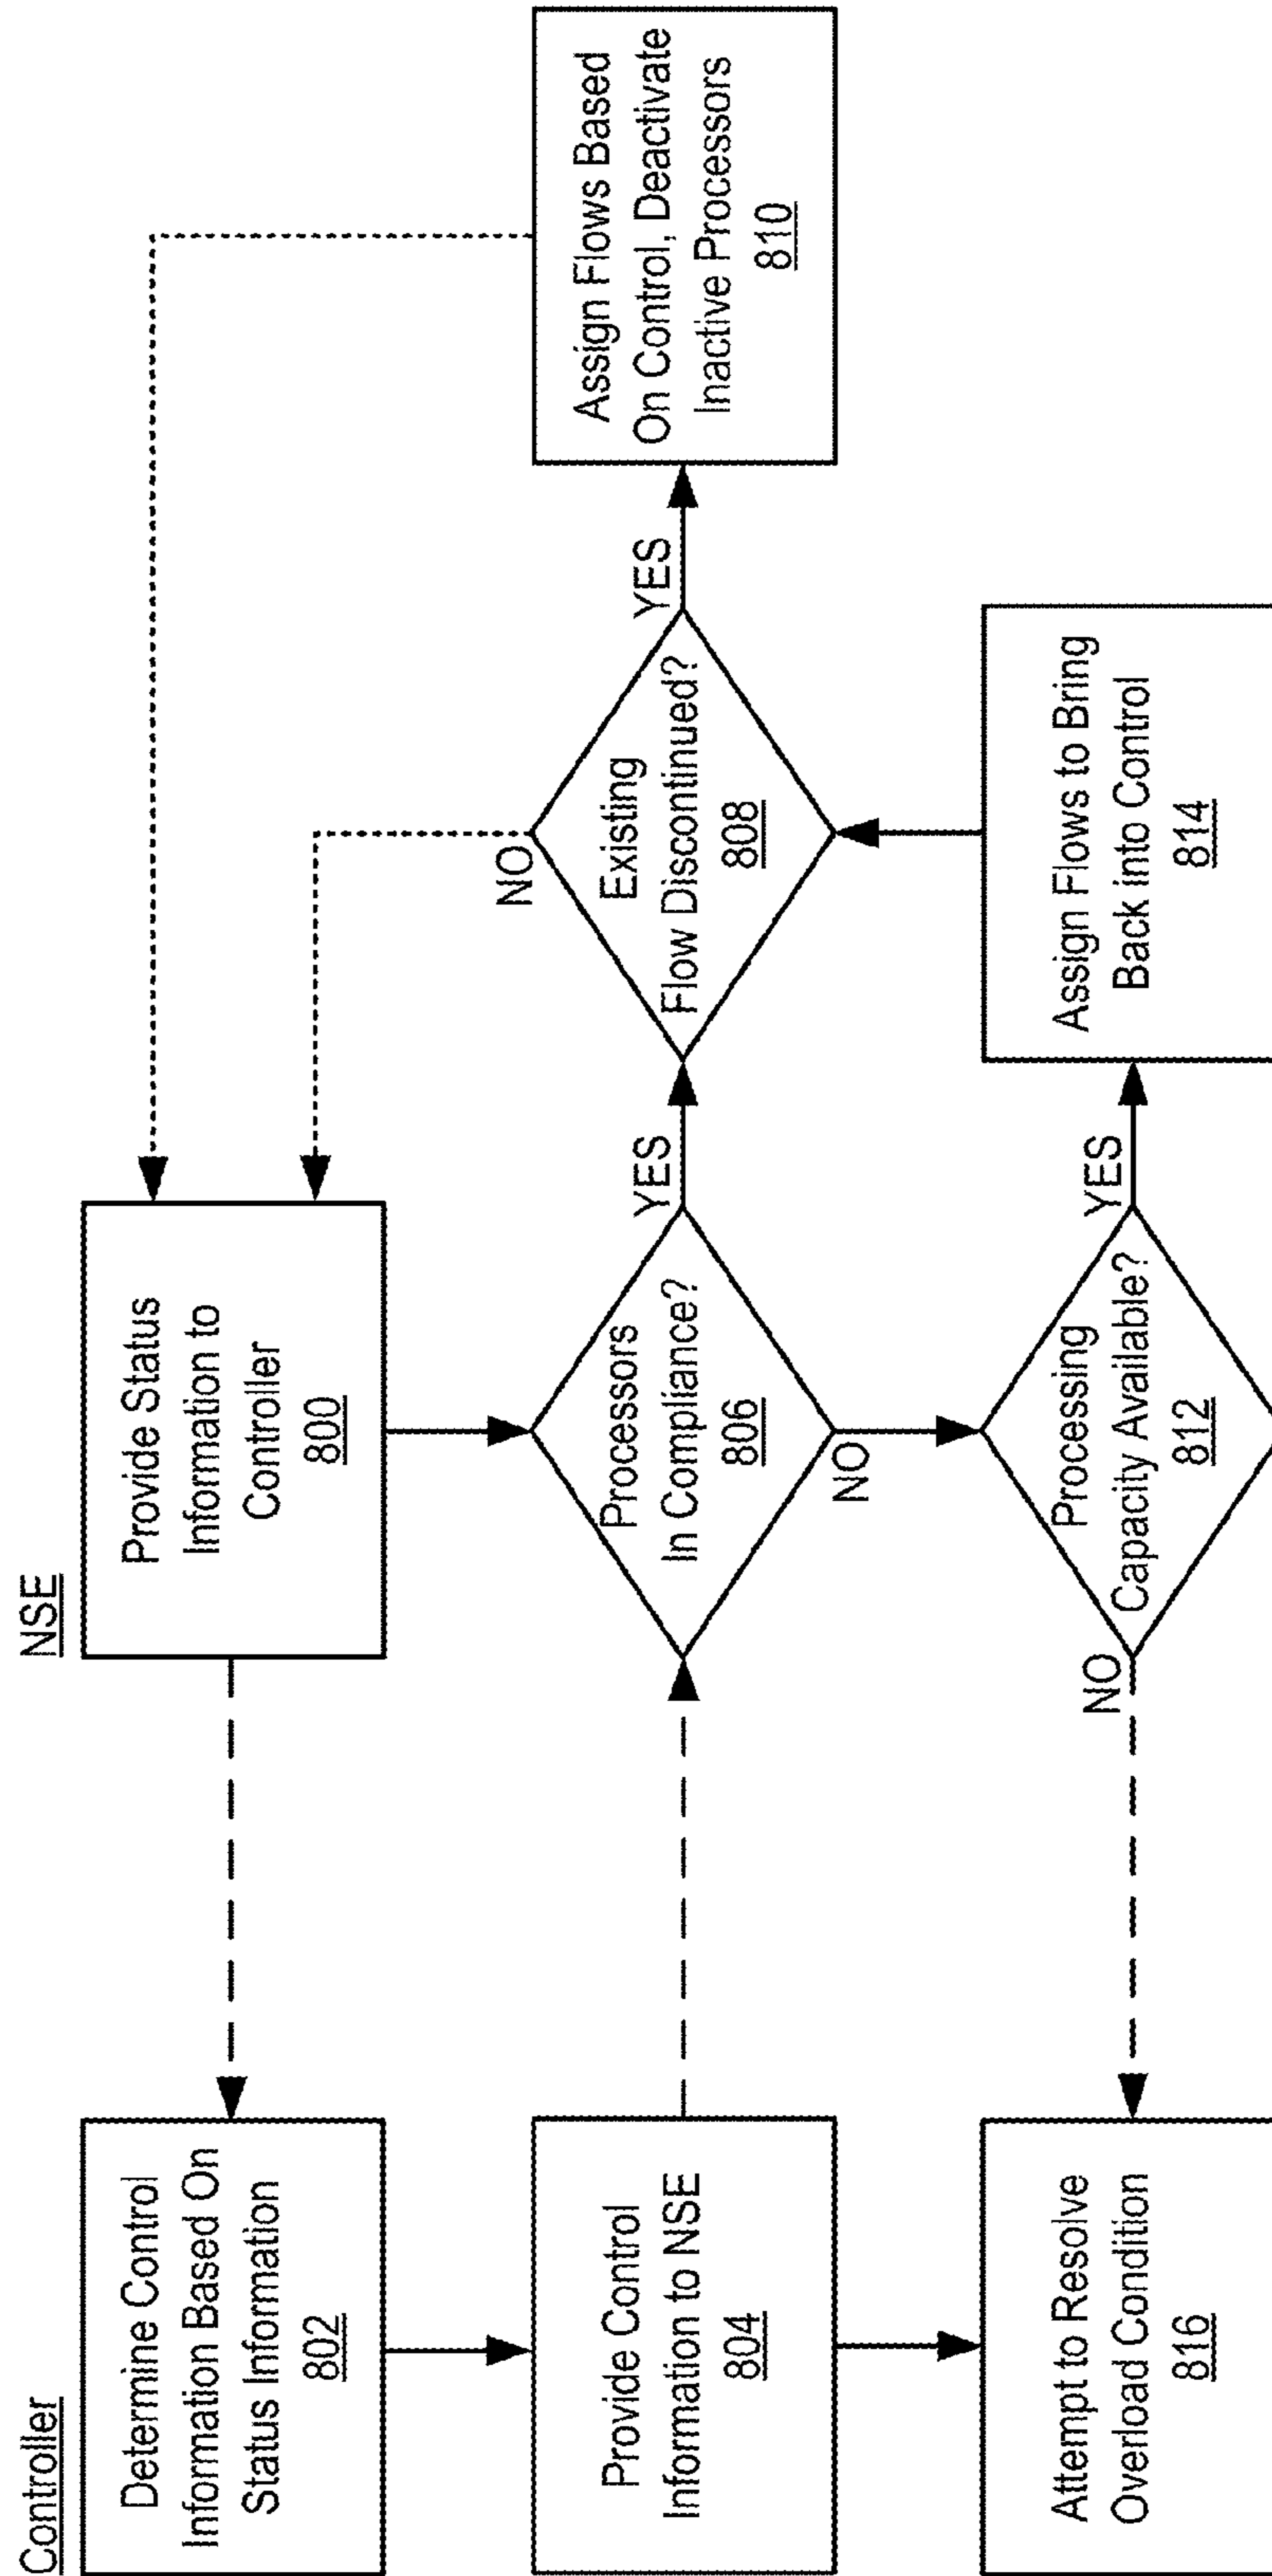 Controller
Determine Control
Information Based On
Status Information
802
Provide Control
Information to NSE
804
Attempt to Resolve
Overload Condition
816
NSE
Provide Status
Information to
Controller
800
Processors
In Compliance?
806
YES
NO
Processing
Capacity Available?
812
NO
YES
Existing
Flow Discontinued?
808
NO
YES
Assign Flows to Bring
Back into Control
814
Assign Flows Based
On Control, Deactivate
Inactive Processors
810